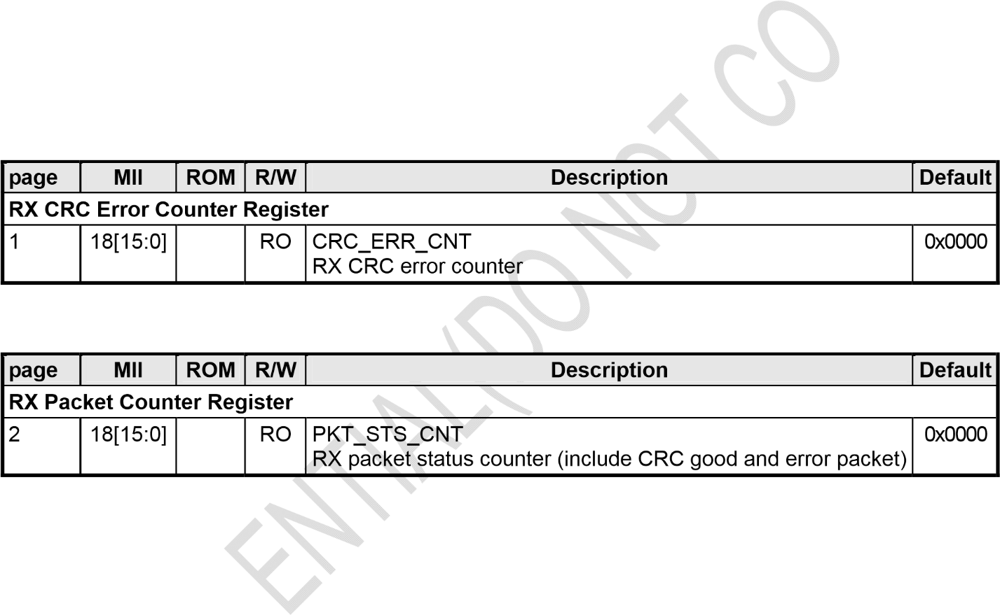 page MII ROM R/W Description Default
RX CRC Error Counter Register
1 18[15:0] RO CRC_ERR_CNT 0x0000
RX CRC error counter
page MII ROM R/W Description Default
RX Packet Counter Register
2 18[15:0] RO PKT_STS_CNT 0x0000
RX packet status counter (include CRC good and error packet)
ENTIAL(DO NOT CO